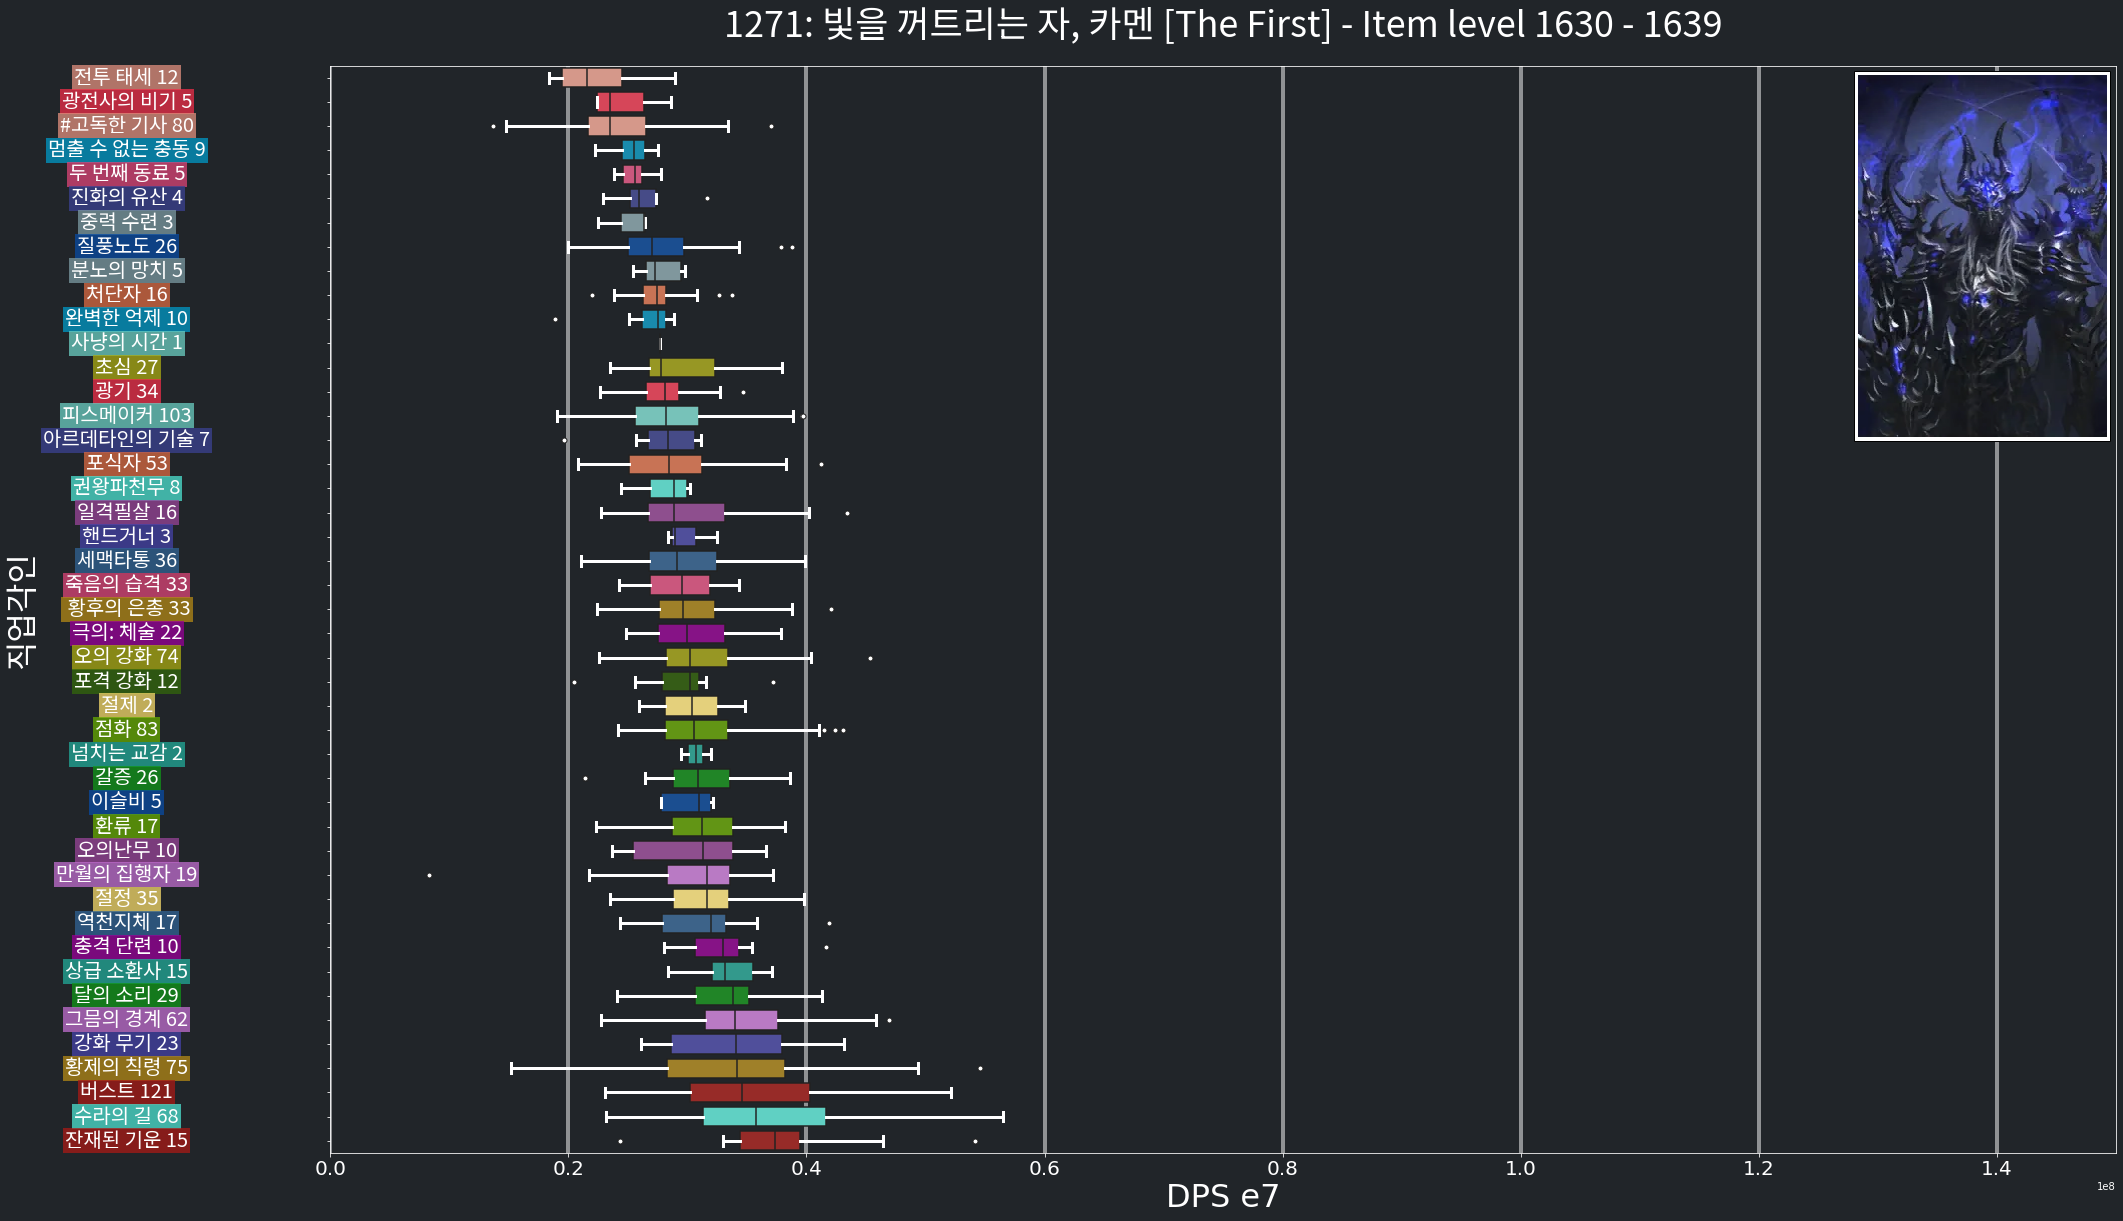 1271: 빛을 꺼트리는 자, 카멘 [The First] - Item level 1630 - 1639
전투 태세 12
광전사의 비기 5
#고독한 기사 80
멈출 수 없는 충동 9
두 번째 동료 5
진화의 유산 4
중력 수련 3
질풍노도 26
분노의 망치 5
처단자 16
완벽한 억제 10
사냥의 시간 1
초심 27
광기 34
피스메이커 103
아르데타인의 기술 7
포식자 53
권왕파천무 8
일격필살 16
핸드거너 3
세맥타통 36
죽음의 습격 33
황후의 은총 33
극의: 체술 22
오의 강화 74
포격 강화 12
절제 2
점화 83
넘치는 교감 2
갈증 26
이슬비 5
환류 17
오의난무 10
만월의 집행자 19
절정 35
역천지체 17
충격 단련 10
상급 소환사 15
달의 소리 29
그믐의 경계 62
강화 무기 23
황제의 칙령 75
버스트 121
수라의 길 68
잔재된 기운 15
직업각인
0.0 0.2 0.4 0.6 0.8 1.0 1.2 1.4
1e8
DPS e7